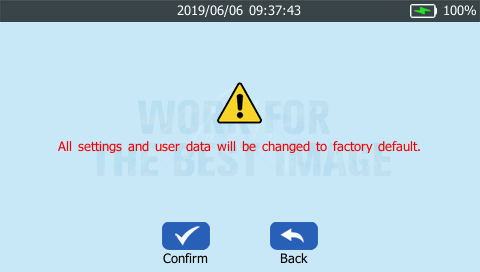 2019/06/06 09:37:43 100%
WORK FOR
THE BEST IMAGE
All settings and user data will be changed to factory default.
Confirm Back